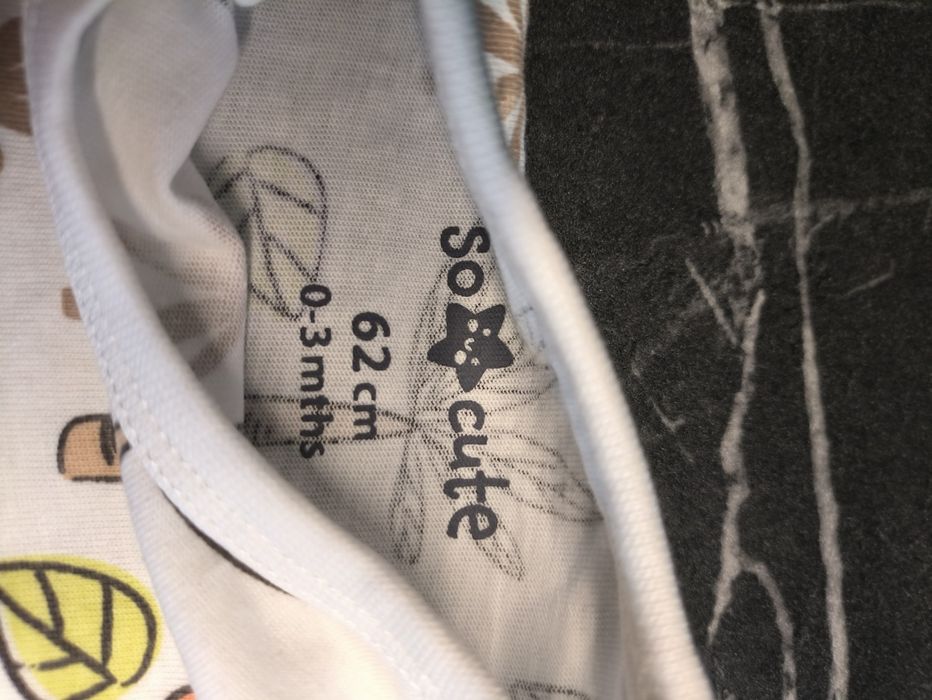 So cute
62 cm
0-3 mths